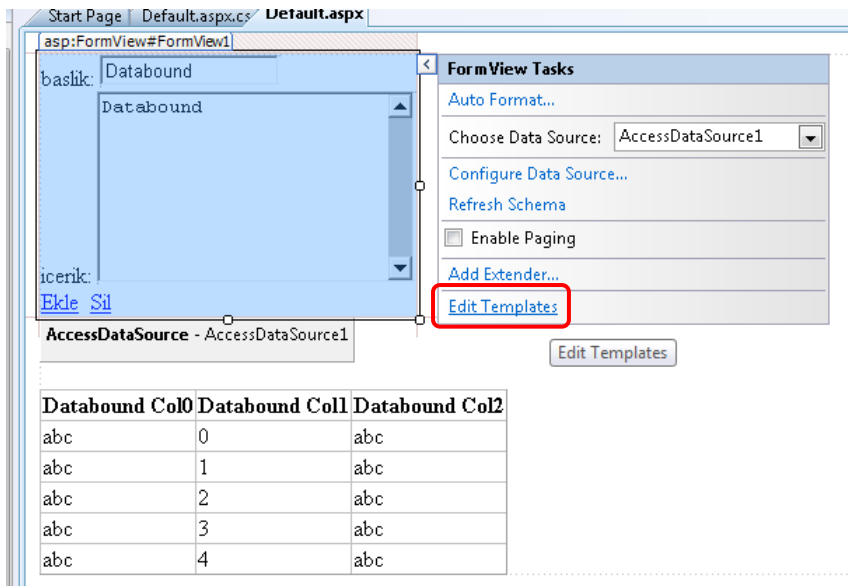 Start Page Default.aspx.cs Default.aspx
asp:FormView#FormView1
baslik: Databound
Databound
icerik:
Ekle Sil
< FormView Tasks
Auto Format...
Choose Data Source: AccessDataSource1
Configure Data Source...
Refresh Schema
Enable Paging
Add Extender...
Edit Templates
Edit Templates
AccessDataSource - AccessDataSource1
Databound Col0 Databound Col1 Databound Col2
abc 0 abc
abc 1 abc
abc 2 abc
abc 3 abc
abc 4 abc